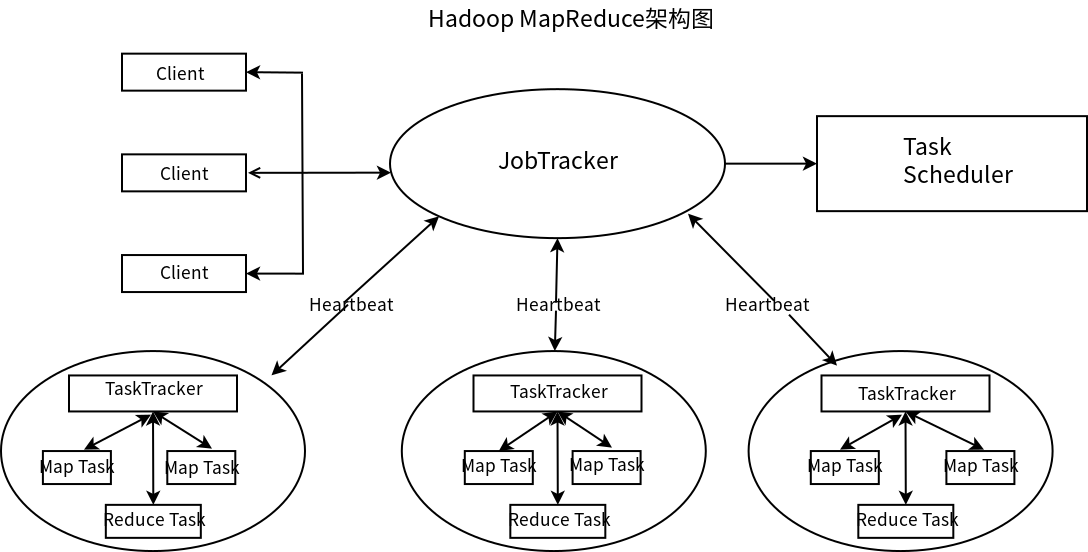 Hadoop MapReduce架构图
Client
Client
Client
JobTracker
Task
Scheduler
Heartbeat
Heartbeat
Heartbeat
TaskTracker
Map Task
Map Task
Reduce Task
TaskTracker
Map Task
Map Task
Reduce Task
TaskTracker
Map Task
Map Task
Reduce Task